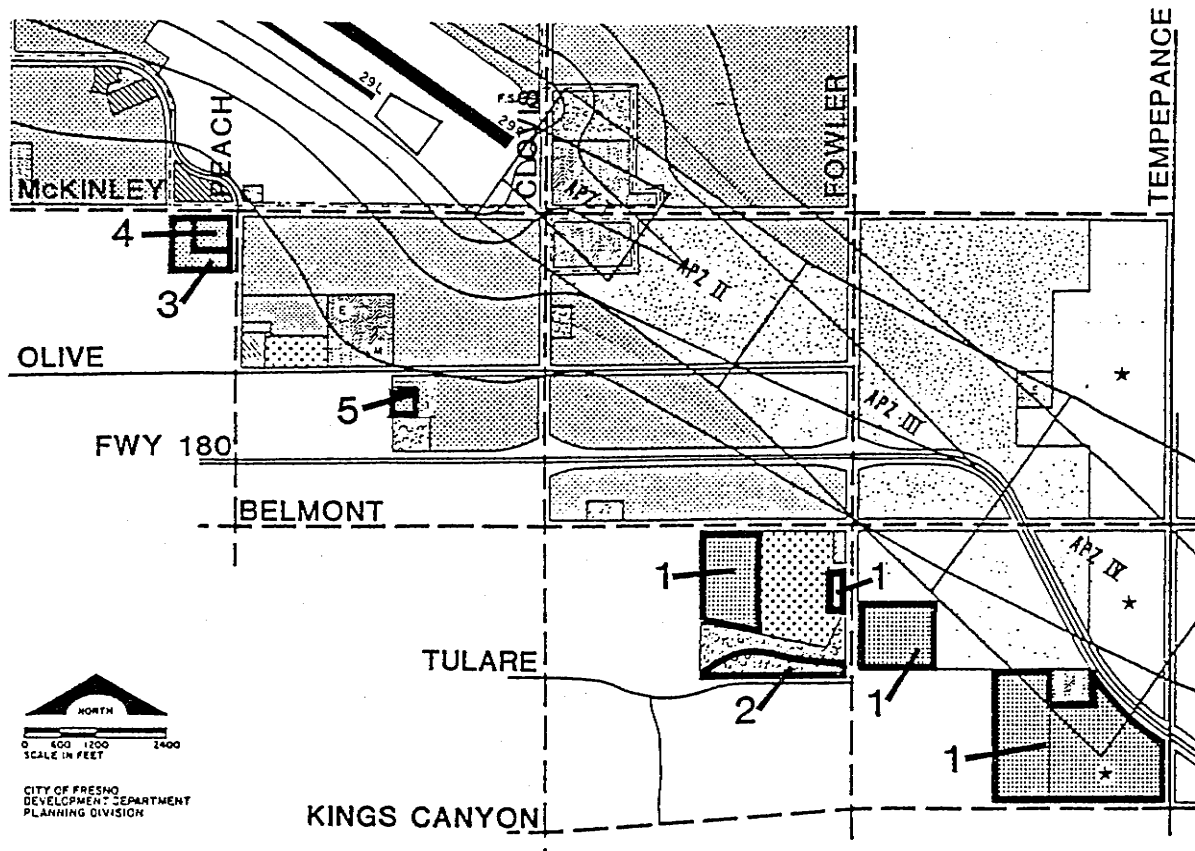 TEMPEPANCE
29L
F.S.
29R
PEACH
CLOVIS
FOWLER
APZ I
McKINLEY
4
3
APZ II
E
M
OLIVE
5
S
APZ III
FWY 180
BELMONT
APZ IV
1
1
TULARE
2
1
1
NORTH
0 600 1200 2400
SCALE IN FEET
CITY OF FRESNO
DEVELOPMENT DEPARTMENT
PLANNING DIVISION
KINGS CANYON